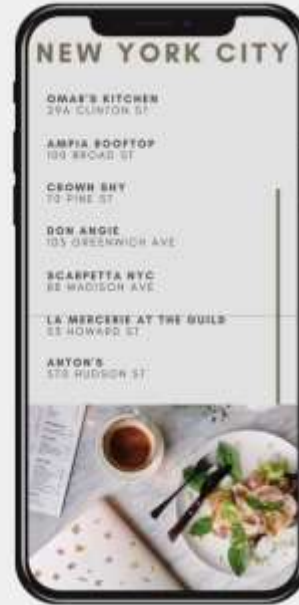 NEW YORK CITY
OMAR'S KITCHEN
29A CLINTON ST
AMPIA ROOFTOP
100 BROAD ST
CROWN SHY
70 PINE ST
DON ANGIE
103 GREENWICH AVE
SCARPETTA NYC
88 MADISON AVE
LA MERCERIE AT THE GUILD
53 HOWARD ST
ANTON'S
570 HUDSON ST